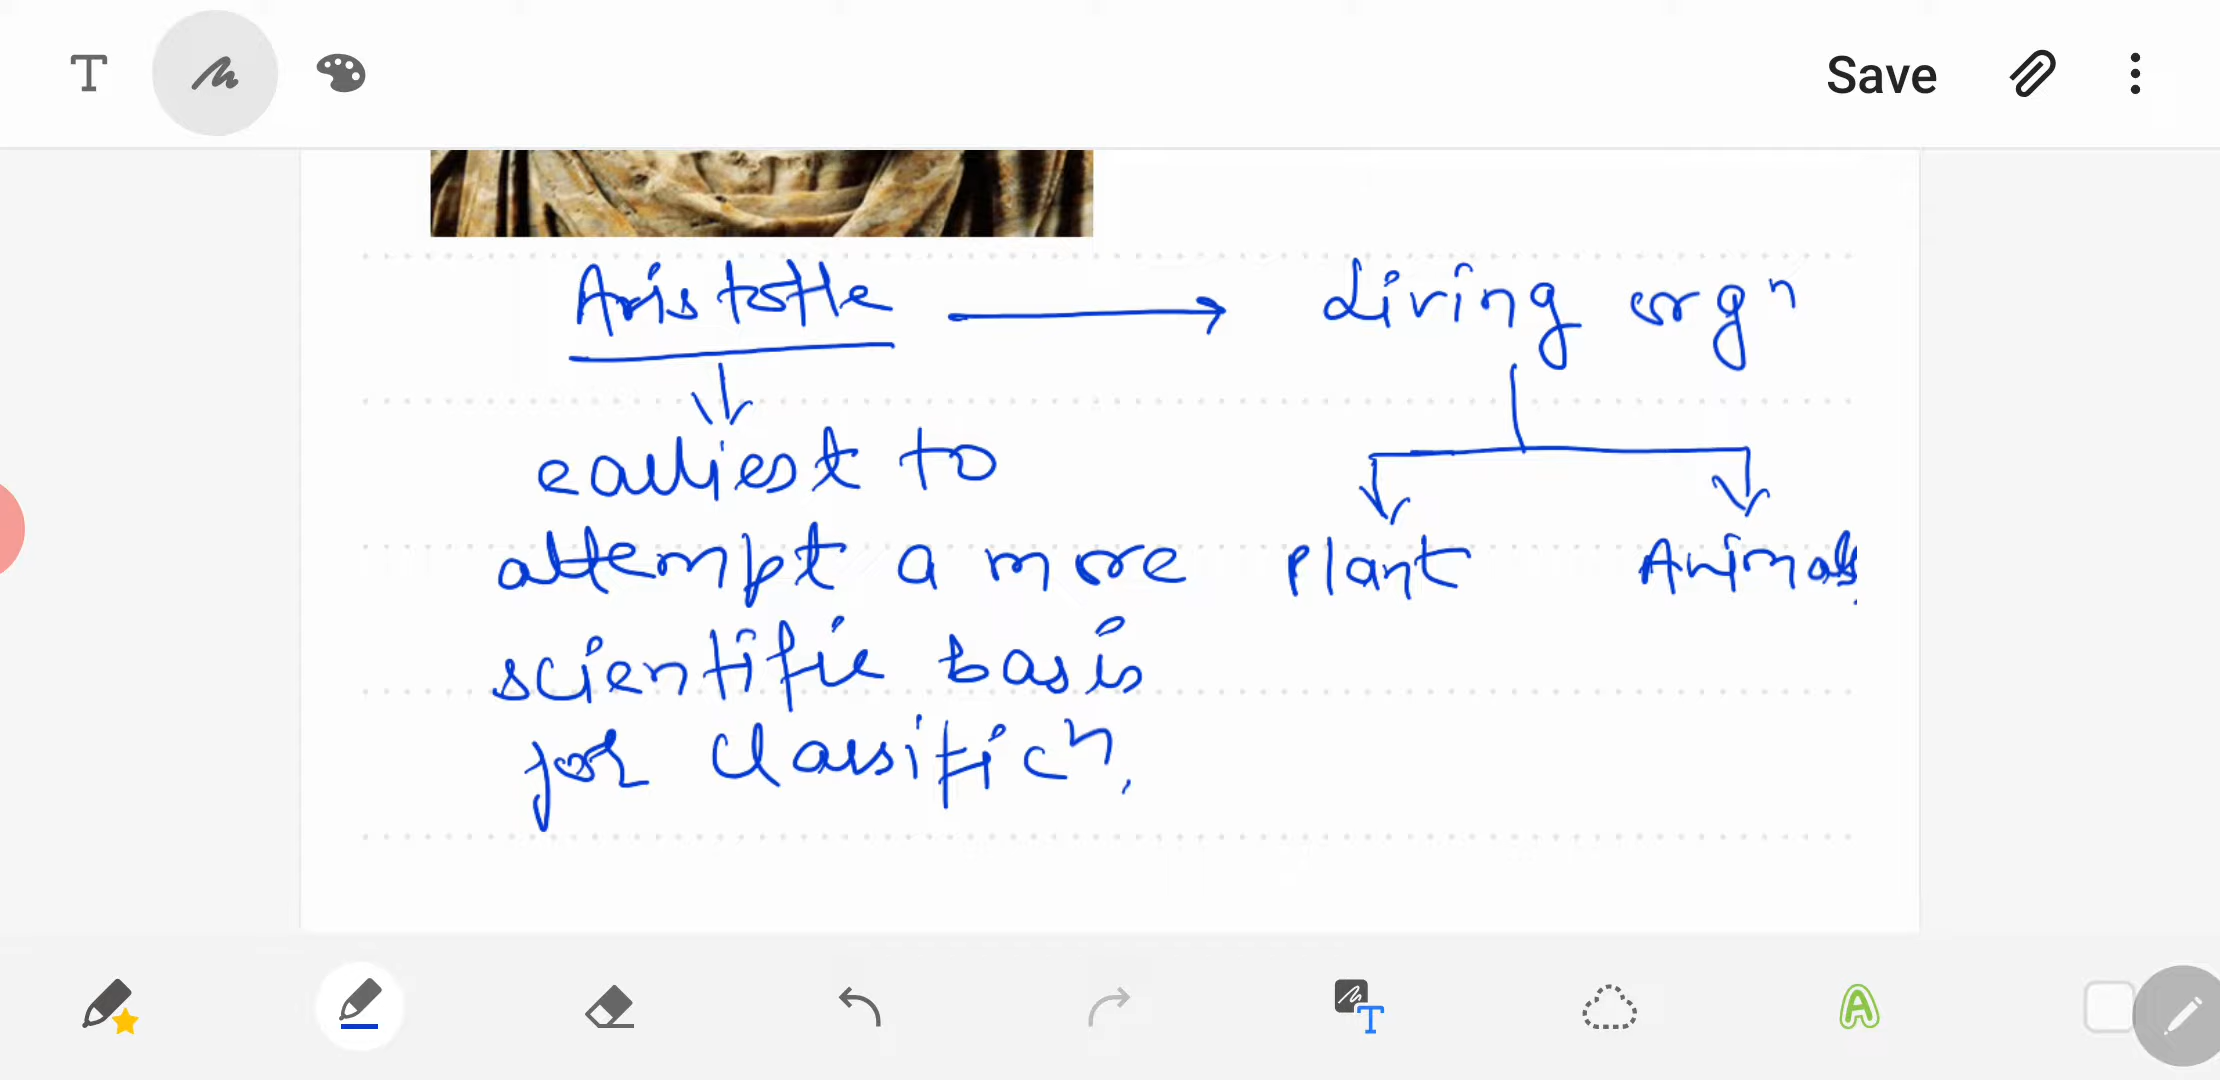 T Save
Aristotle → Living orgⁿ
earliest to
attempt a more Plant Animals
scientific basis
for classificⁿ.
T
A